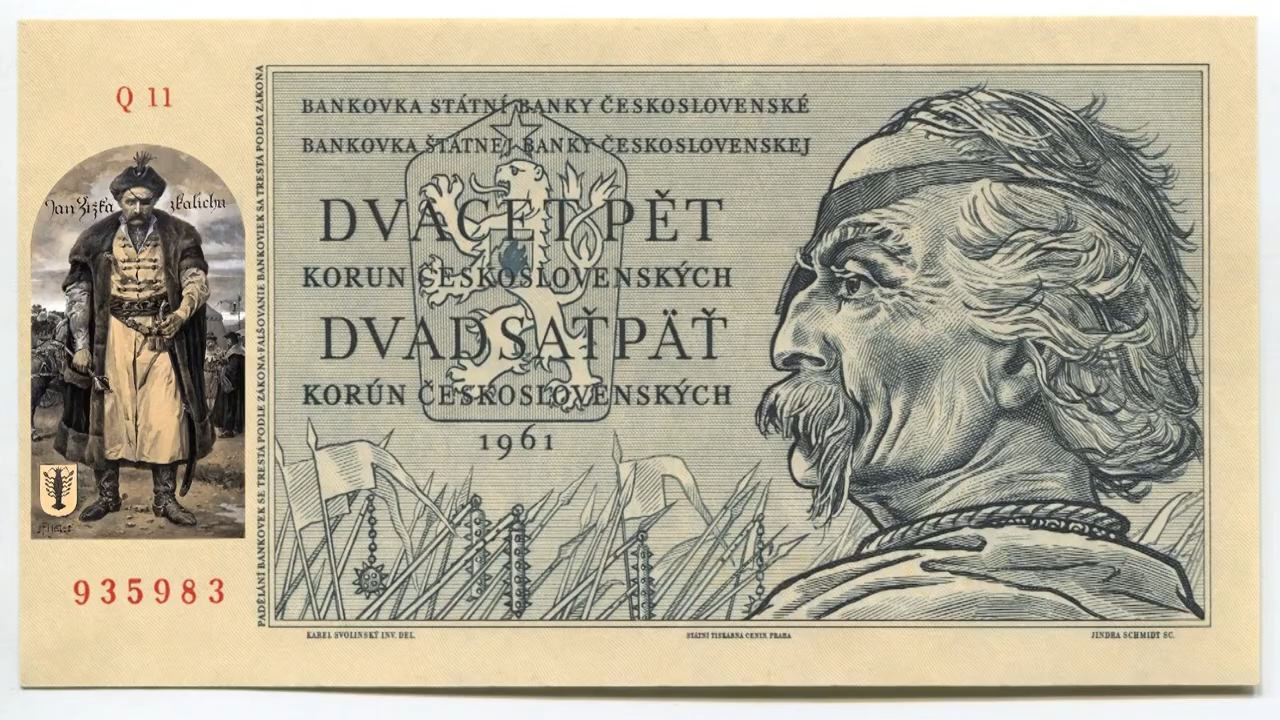 Q 11
Jan Žižka z kalicha
935983
PADĚLÁNÍ BANKOVEK SE TRESTÁ PODLE ZÁKONA·FALŠOVANIE BANKOVIEK SA TRESTÁ PODĽA ZÁKONA
BANKOVKA STÁTNÍ BANKY ČESKOSLOVENSKÉ
BANKOVKA ŠTÁTNEJ BANKY ČESKOSLOVENSKEJ
DVACET PĚT
KORUN ČESKOSLOVENSKÝCH
DVADSAŤPÄŤ
KORÚN ČESKOSLOVENSKÝCH
1961
KAREL SVOLINSKÝ INV. DEL.
STÁTNÍ TISKÁRNA CENIN PRAHA
JINDRA SCHMIDT SC.